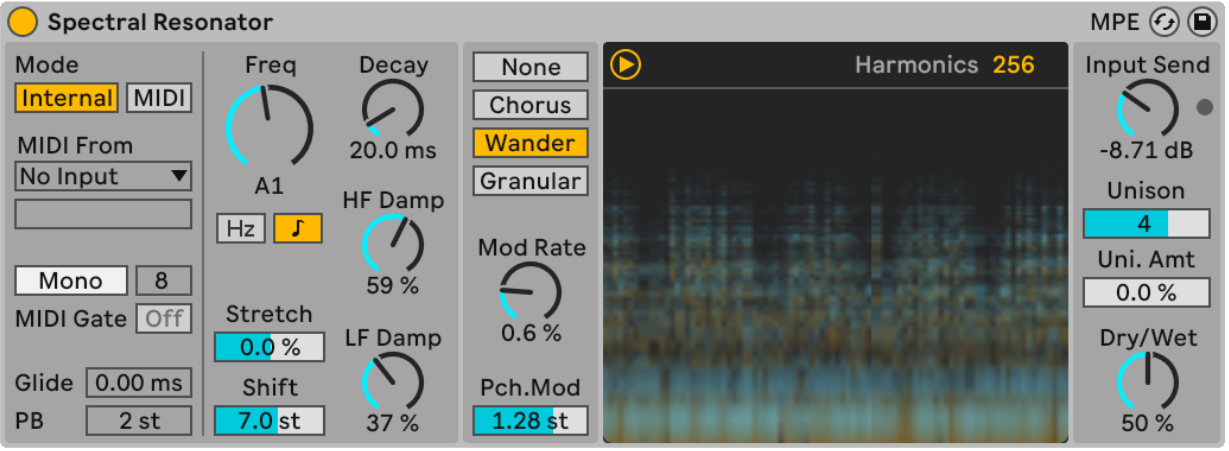 Spectral Resonator
MPE
Mode
Internal MIDI
MIDI From
No Input
Mono 8
MIDI Gate Off
Glide 0.00 ms
PB 2 st
Freq
A1
Hz
Stretch
0.0 %
Shift
7.0 st
Decay
20.0 ms
HF Damp
59 %
LF Damp
37 %
None
Chorus
Wander
Granular
Mod Rate
0.6 %
Pch.Mod
1.28 st
Harmonics 256
Input Send
-8.71 dB
Unison
4
Uni. Amt
0.0 %
Dry/Wet
50 %